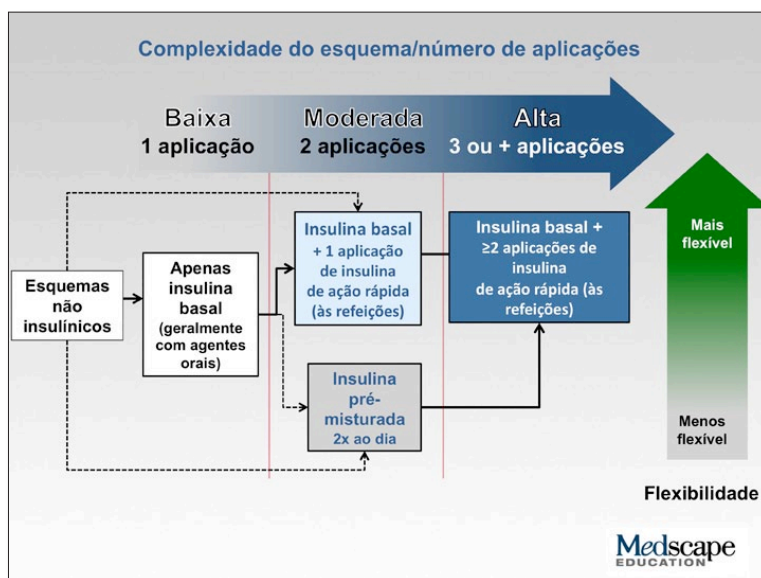 Complexidade do esquema/número de aplicações
Baixa
1 aplicação
Moderada
2 aplicações
Alta
3 ou + aplicações
Esquemas
não
insulínicos
Apenas
insulina
basal
(geralmente
com agentes
orais)
Insulina basal
+ 1 aplicação
de insulina
de ação rápida
(às refeições)
Insulina basal +
≥2 aplicações de
insulina
de ação rápida (às
refeições)
Insulina
pré-
misturada
2x ao dia
Mais
flexível
Menos
flexível
Flexibilidade
Medscape
EDUCATION